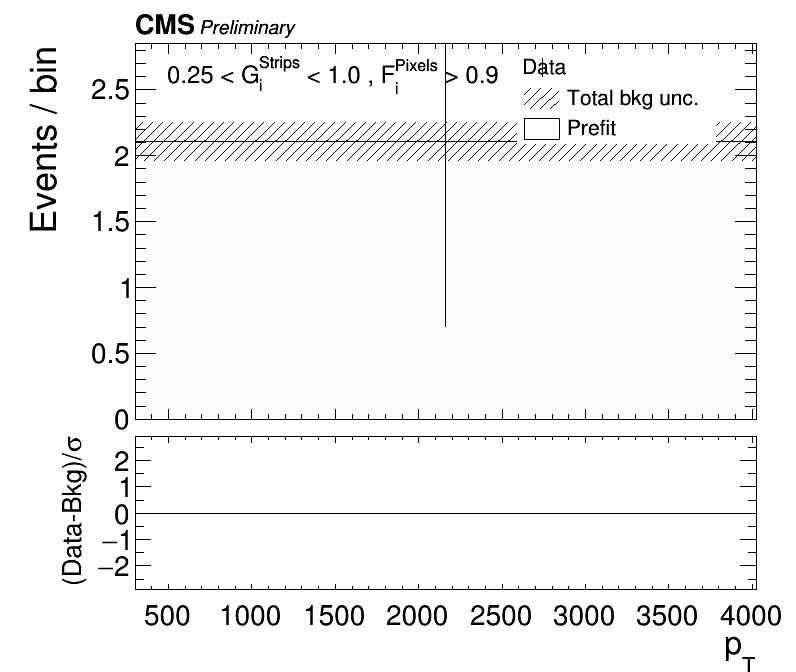 CMS Preliminary
Events / bin
0.25 < G_i^Strips < 1.0 , F_i^Pixels > 0.9
Data
Total bkg unc.
Prefit
2.5
2
1.5
1
0.5
0
(Data-Bkg)/σ
2
1
0
−1
−2
500 1000 1500 2000 2500 3000 3500 4000
p_T